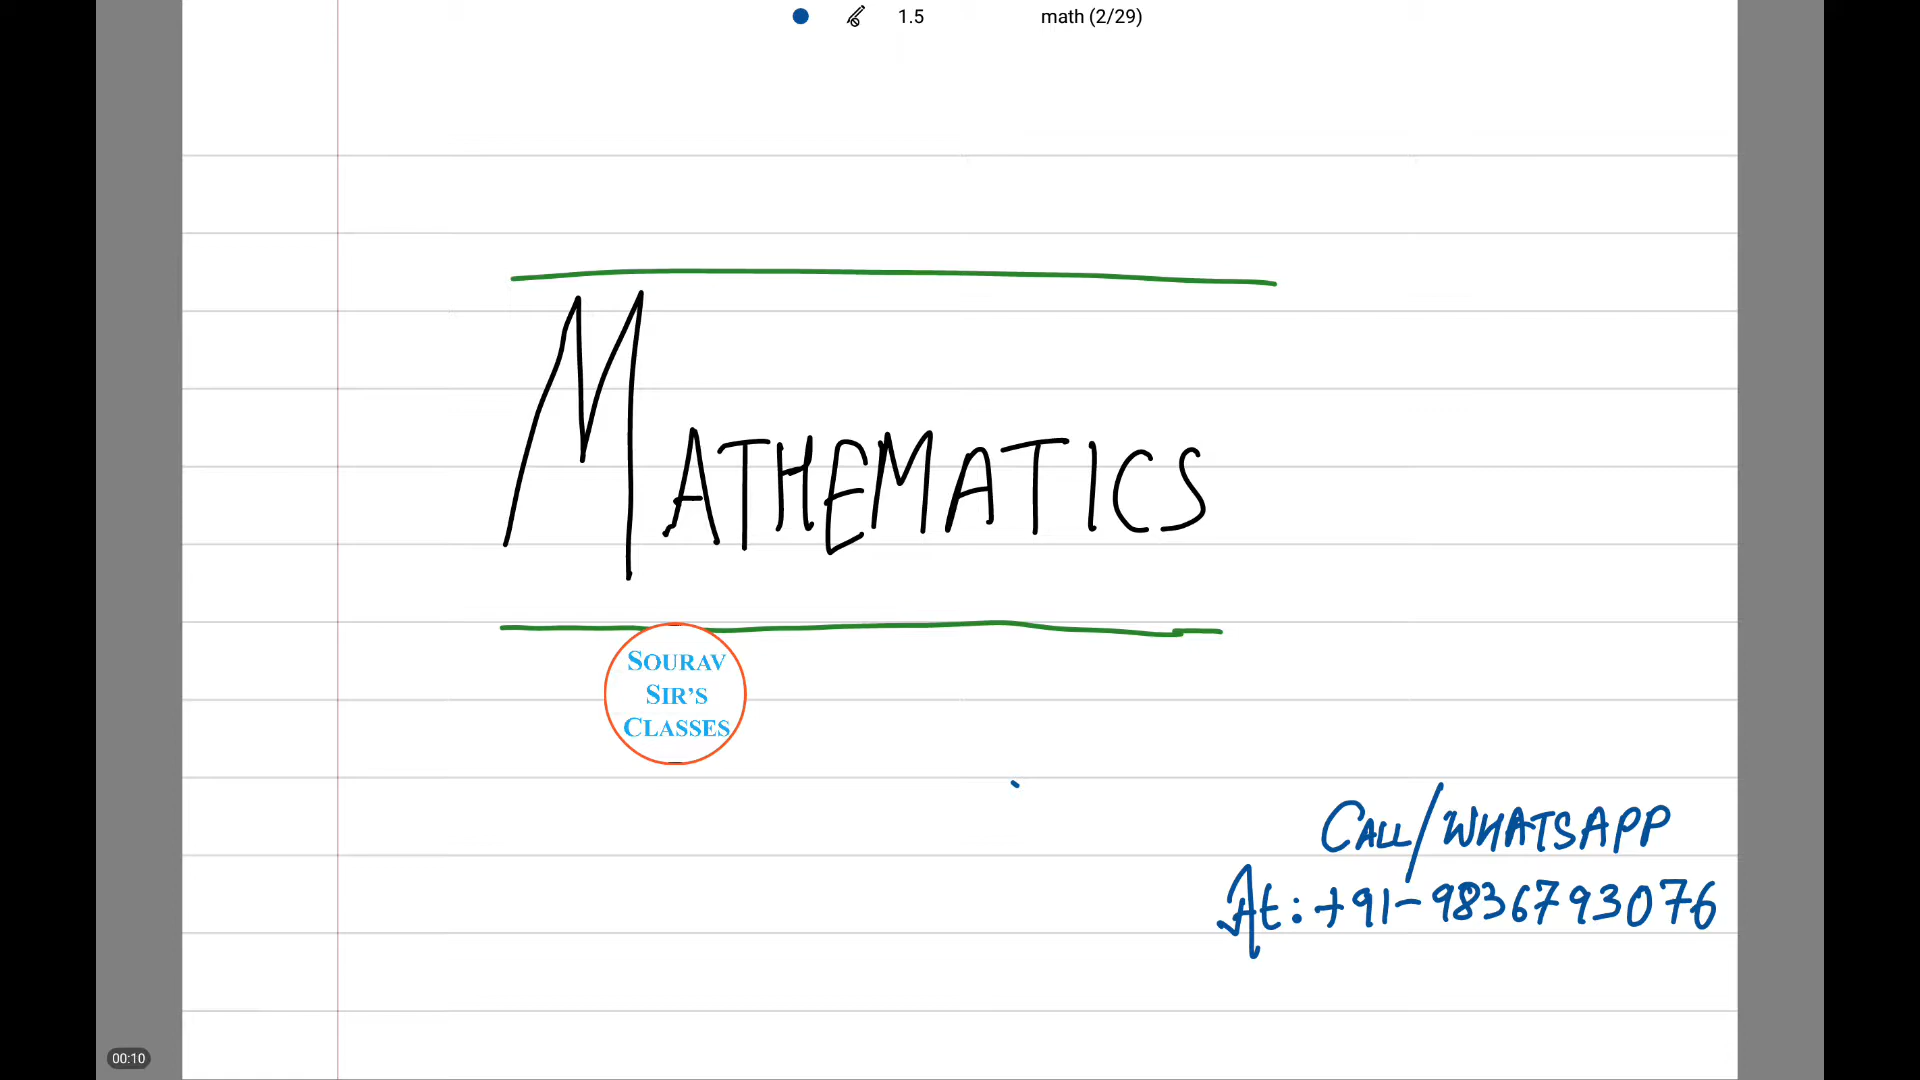 1.5 math (2/29)
MATHEMATICS
SOURAV
SIR'S
CLASSES
CALL/WHATSAPP
At: +91-9836793076
00:10